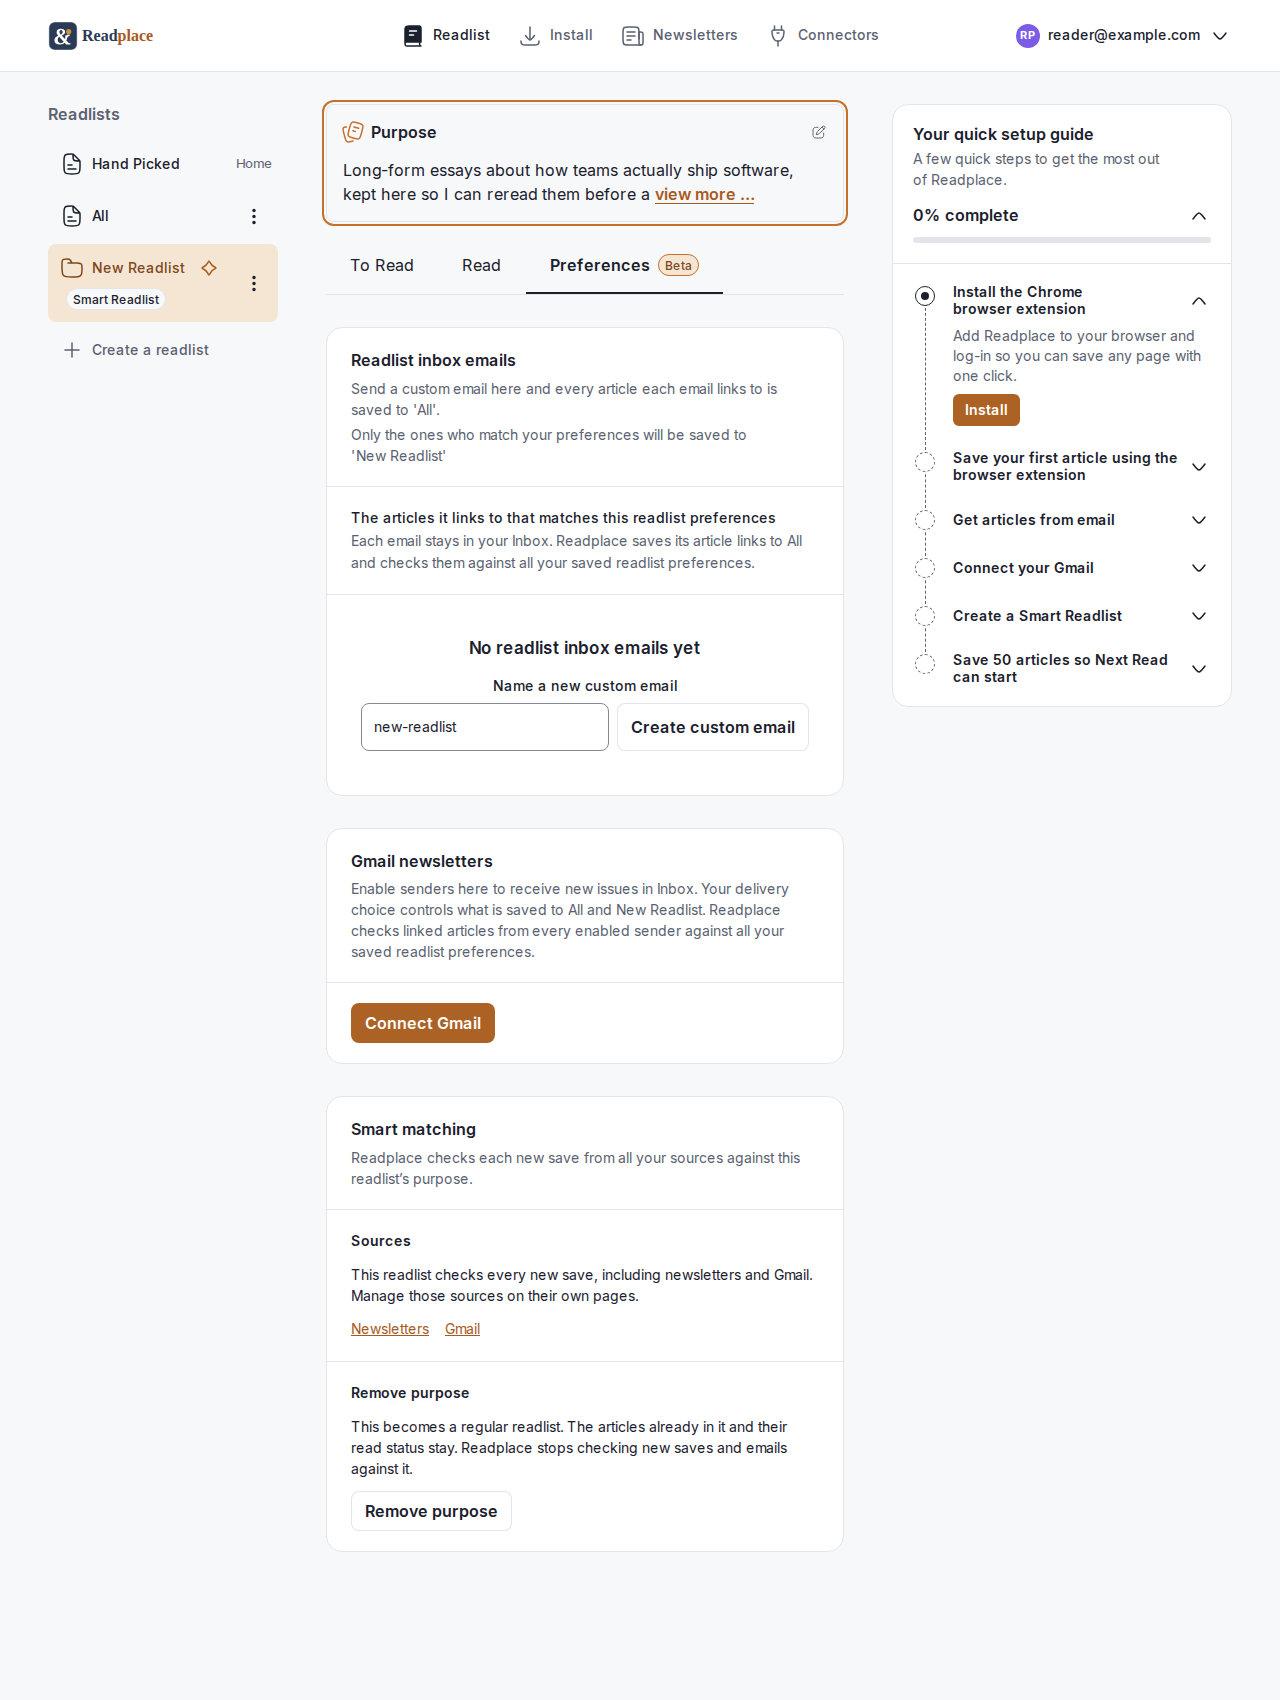 & Readplace
Readlist
Install
Newsletters
Connectors
RP
reader@example.com
Readlists
Hand Picked
Home
All
New Readlist
Smart Readlist
Create a readlist
Purpose
Long-form essays about how teams actually ship software,
kept here so I can reread them before a view more ...
To Read
Read
Preferences
Beta
Readlist inbox emails
Send a custom email here and every article each email links to is
saved to 'All'.
Only the ones who match your preferences will be saved to
'New Readlist'
The articles it links to that matches this readlist preferences
Each email stays in your Inbox. Readplace saves its article links to All
and checks them against all your saved readlist preferences.
No readlist inbox emails yet
Name a new custom email
new-readlist
Create custom email
Gmail newsletters
Enable senders here to receive new issues in Inbox. Your delivery
choice controls what is saved to All and New Readlist. Readplace
checks linked articles from every enabled sender against all your
saved readlist preferences.
Connect Gmail
Smart matching
Readplace checks each new save from all your sources against this
readlist’s purpose.
Sources
This readlist checks every new save, including newsletters and Gmail.
Manage those sources on their own pages.
Newsletters
Gmail
Remove purpose
This becomes a regular readlist. The articles already in it and their
read status stay. Readplace stops checking new saves and emails
against it.
Remove purpose
Your quick setup guide
A few quick steps to get the most out
of Readplace.
0% complete
Install the Chrome
browser extension
Add Readplace to your browser and
log-in so you can save any page with
one click.
Install
Save your first article using the
browser extension
Get articles from email
Connect your Gmail
Create a Smart Readlist
Save 50 articles so Next Read
can start